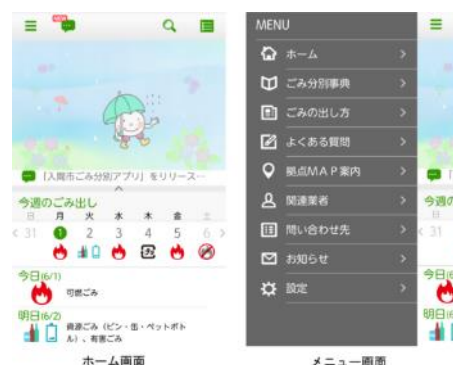 NEW
「入間市ごみ分別アプリ」をリリース…
今週のごみ出し
日 月 火 水 木 金 土
< 31 1 2 3 4 5 6 >
今日(6/1)
可燃ごみ
明日(6/2)
資源ごみ（ビン・缶・ペットボト
ル）、有害ごみ
ホーム画面
MENU
ホーム
ごみ分別事典
ごみの出し方
よくある質問
拠点ＭＡＰ案内
関連業者
問い合わせ先
お知らせ
設定
今週の
日
< 31
今日(6
明日(6
メニュー画面